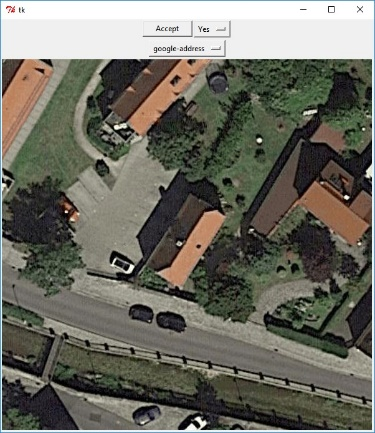 tk
Accept
Yes
google-address